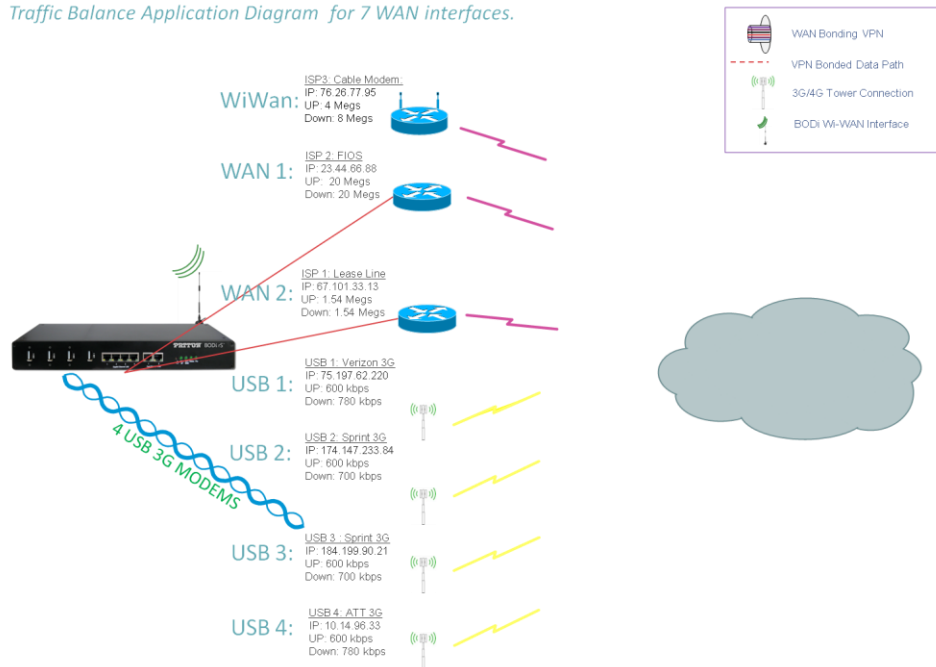 Traffic Balance Application Diagram for 7 WAN interfaces.
WAN Bonding VPN
VPN Bonded Data Path
3G/4G Tower Connection
BODi Wi-WAN Interface
WiWan:
ISP3: Cable Modem:
IP: 76.26.77.95
UP: 4 Megs
Down: 8 Megs
WAN 1:
ISP 2: FIOS
IP: 23.44.66.88
UP: 20 Megs
Down: 20 Megs
WAN 2:
ISP 1: Lease Line
IP: 67.101.33.13
UP: 1.54 Megs
Down: 1.54 Megs
PATTON BODi rS
USB 1:
USB 1: Verizon 3G
IP: 75.197.62.220
UP: 600 kbps
Down: 780 kbps
4 USB 3G MODEMS
USB 2:
USB 2: Sprint 3G
IP: 174.147.233.84
UP: 600 kbps
Down: 700 kbps
USB 3:
USB 3 : Sprint 3G
IP: 184.199.90.21
UP: 600 kbps
Down: 700 kbps
USB 4:
USB 4: ATT 3G
IP: 10.14.96.33
UP: 600 kbps
Down: 780 kbps